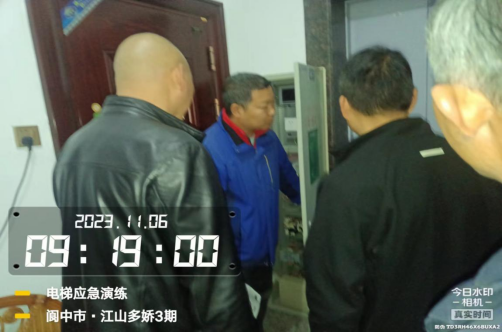 2023.11.06
09:19:00
电梯应急演练
阆中市·江山多娇3期
今日水印
-相机-
真实时间